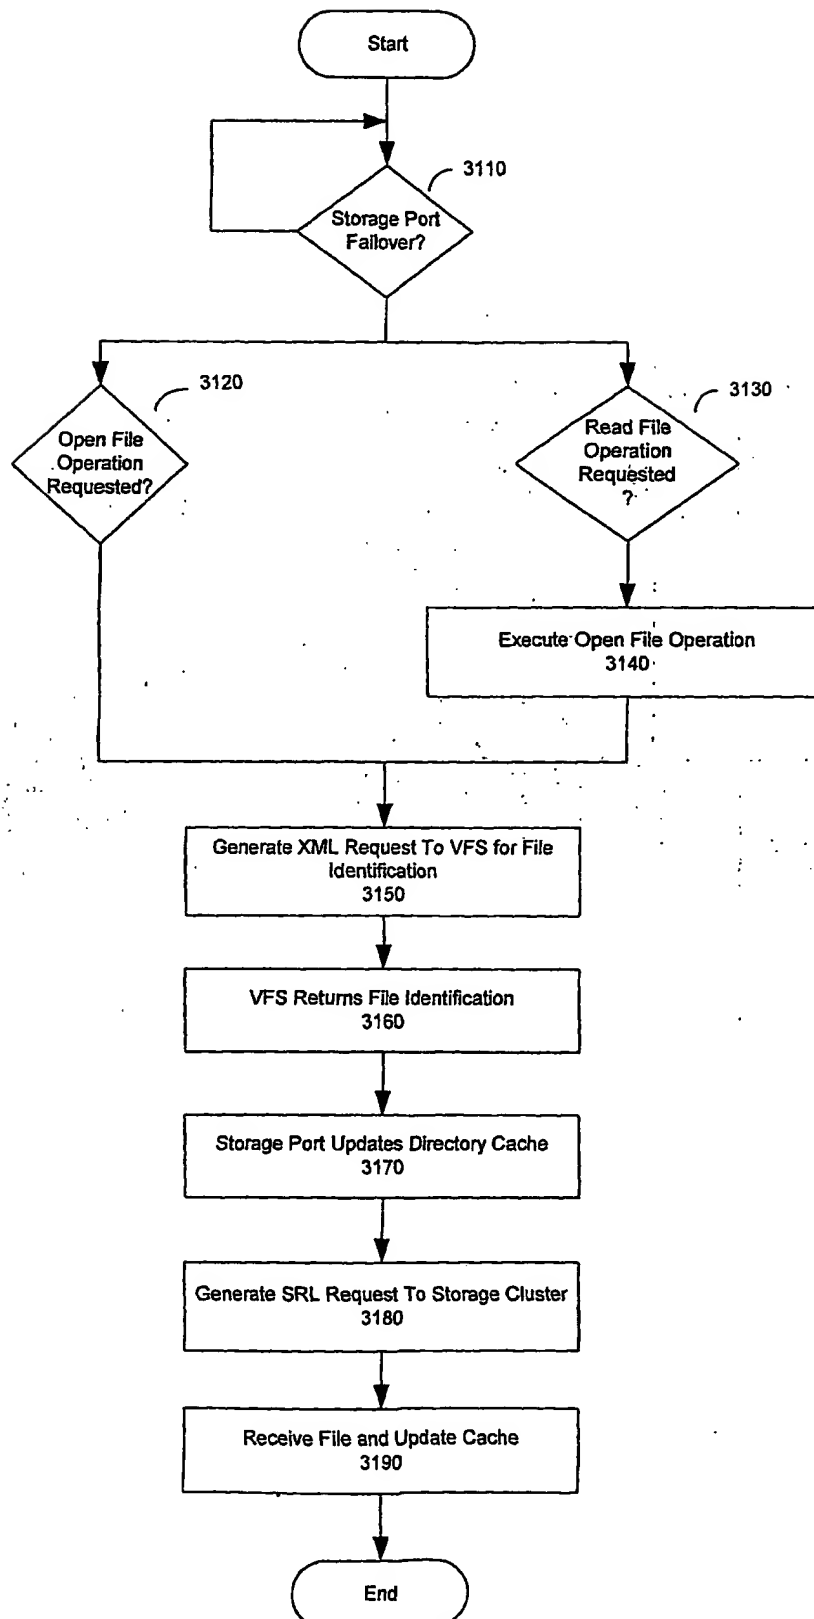 Start
3110
Storage Port
Failover?
3120
3130
Open File
Operation
Requested?
Read File
Operation
Requested
?
Execute Open File Operation
3140
Generate XML Request To VFS for File
Identification
3150
VFS Returns File Identification
3160
Storage Port Updates Directory Cache
3170
Generate SRL Request To Storage Cluster
3180
Receive File and Update Cache
3190
End